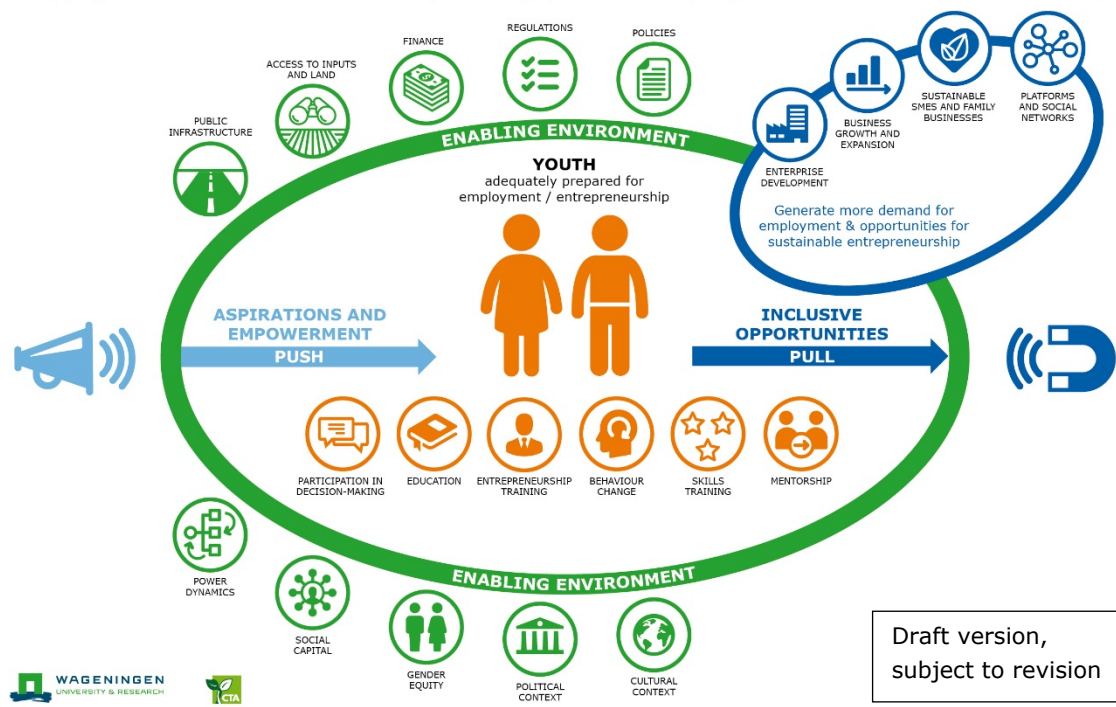 REGULATIONS
POLICIES
FINANCE
ACCESS TO INPUTS
AND LAND
PUBLIC
INFRASTRUCTURE
ENABLING ENVIRONMENT
SUSTAINABLE
SMES AND FAMILY
BUSINESSES
PLATFORMS
AND SOCIAL
NETWORKS
BUSINESS
GROWTH AND
EXPANSION
ENTERPRISE
DEVELOPMENT
Generate more demand for
employment & opportunities for
sustainable entrepreneurship
YOUTH
adequately prepared for
employment / entrepreneurship
ASPIRATIONS AND
EMPOWERMENT
PUSH
INCLUSIVE
OPPORTUNITIES
PULL
PARTICIPATION IN
DECISION-MAKING
EDUCATION
ENTREPRENEURSHIP
TRAINING
BEHAVIOUR
CHANGE
SKILLS
TRAINING
MENTORSHIP
ENABLING ENVIRONMENT
POWER
DYNAMICS
SOCIAL
CAPITAL
GENDER
EQUITY
POLITICAL
CONTEXT
CULTURAL
CONTEXT
Draft version,
subject to revision
WAGENINGEN
UNIVERSITY & RESEARCH
CTA